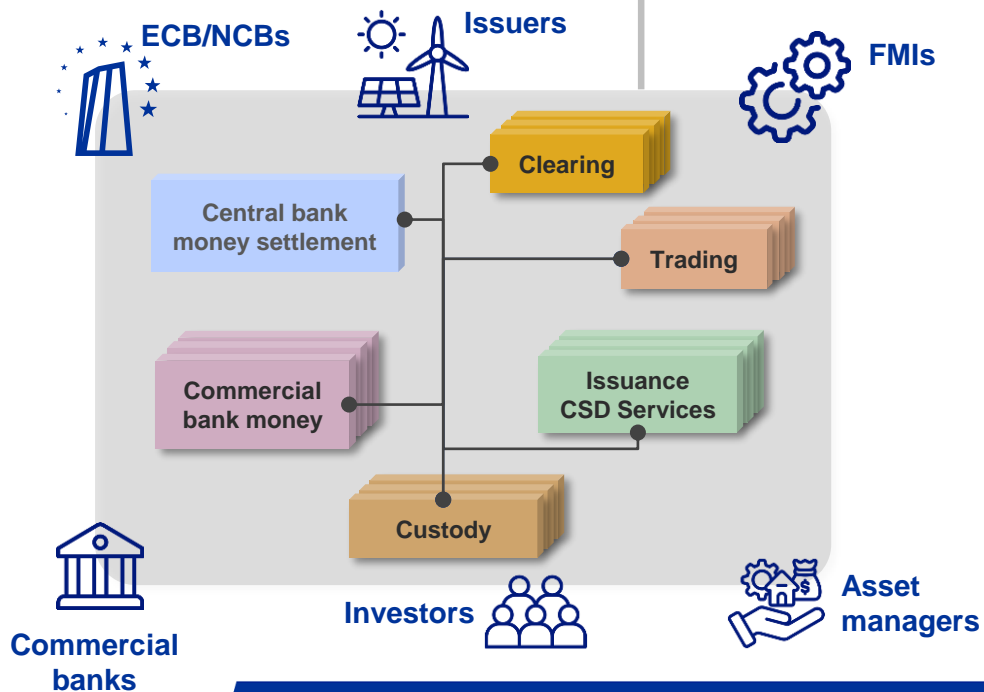 ECB/NCBs
Issuers
FMIs
Clearing
Central bank
money settlement
Trading
Commercial
bank money
Issuance
CSD Services
Custody
Commercial
banks
Investors
$
Asset
managers